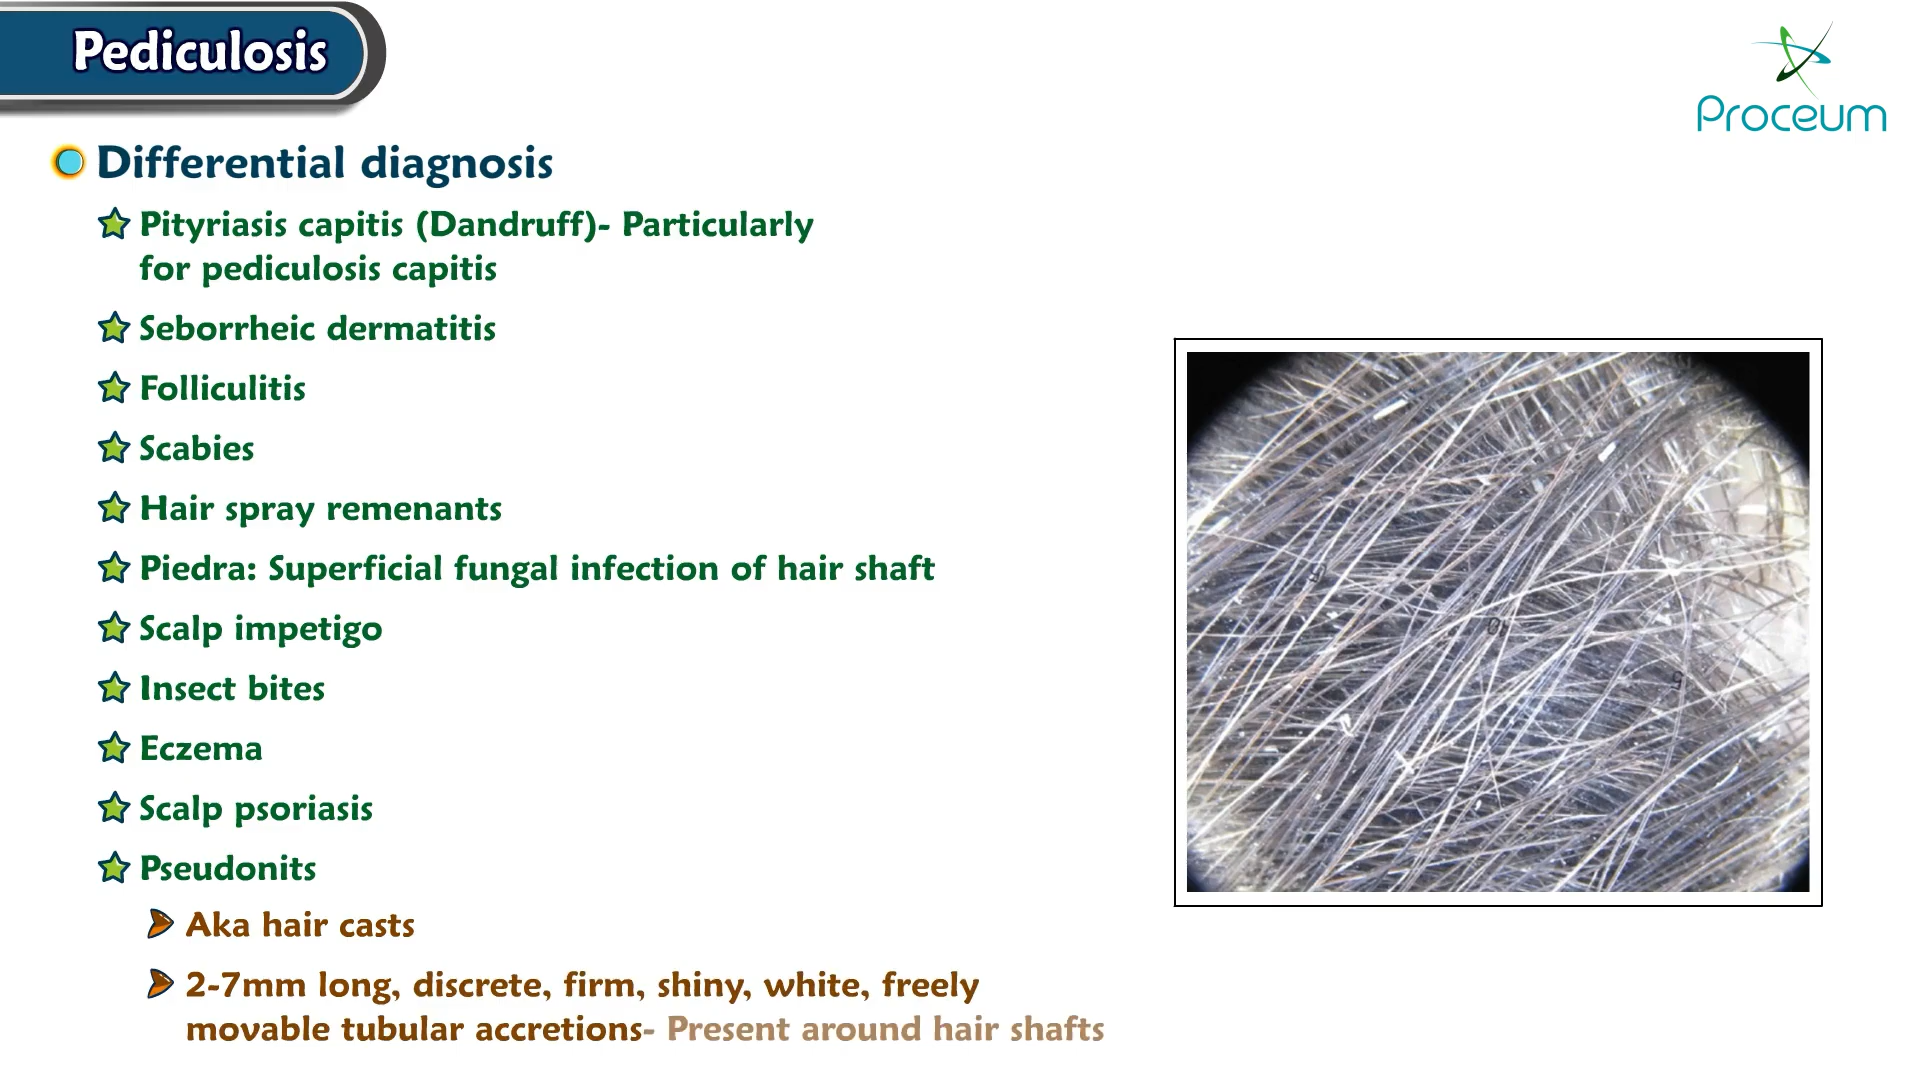 Pediculosis
Proceum
Differential diagnosis
Pityriasis capitis (Dandruff)- Particularly
for pediculosis capitis
Seborrheic dermatitis
Folliculitis
Scabies
Hair spray remenants
Piedra: Superficial fungal infection of hair shaft
Scalp impetigo
Insect bites
Eczema
Scalp psoriasis
Pseudonits
Aka hair casts
2-7mm long, discrete, firm, shiny, white, freely
movable tubular accretions- Present around hair shafts